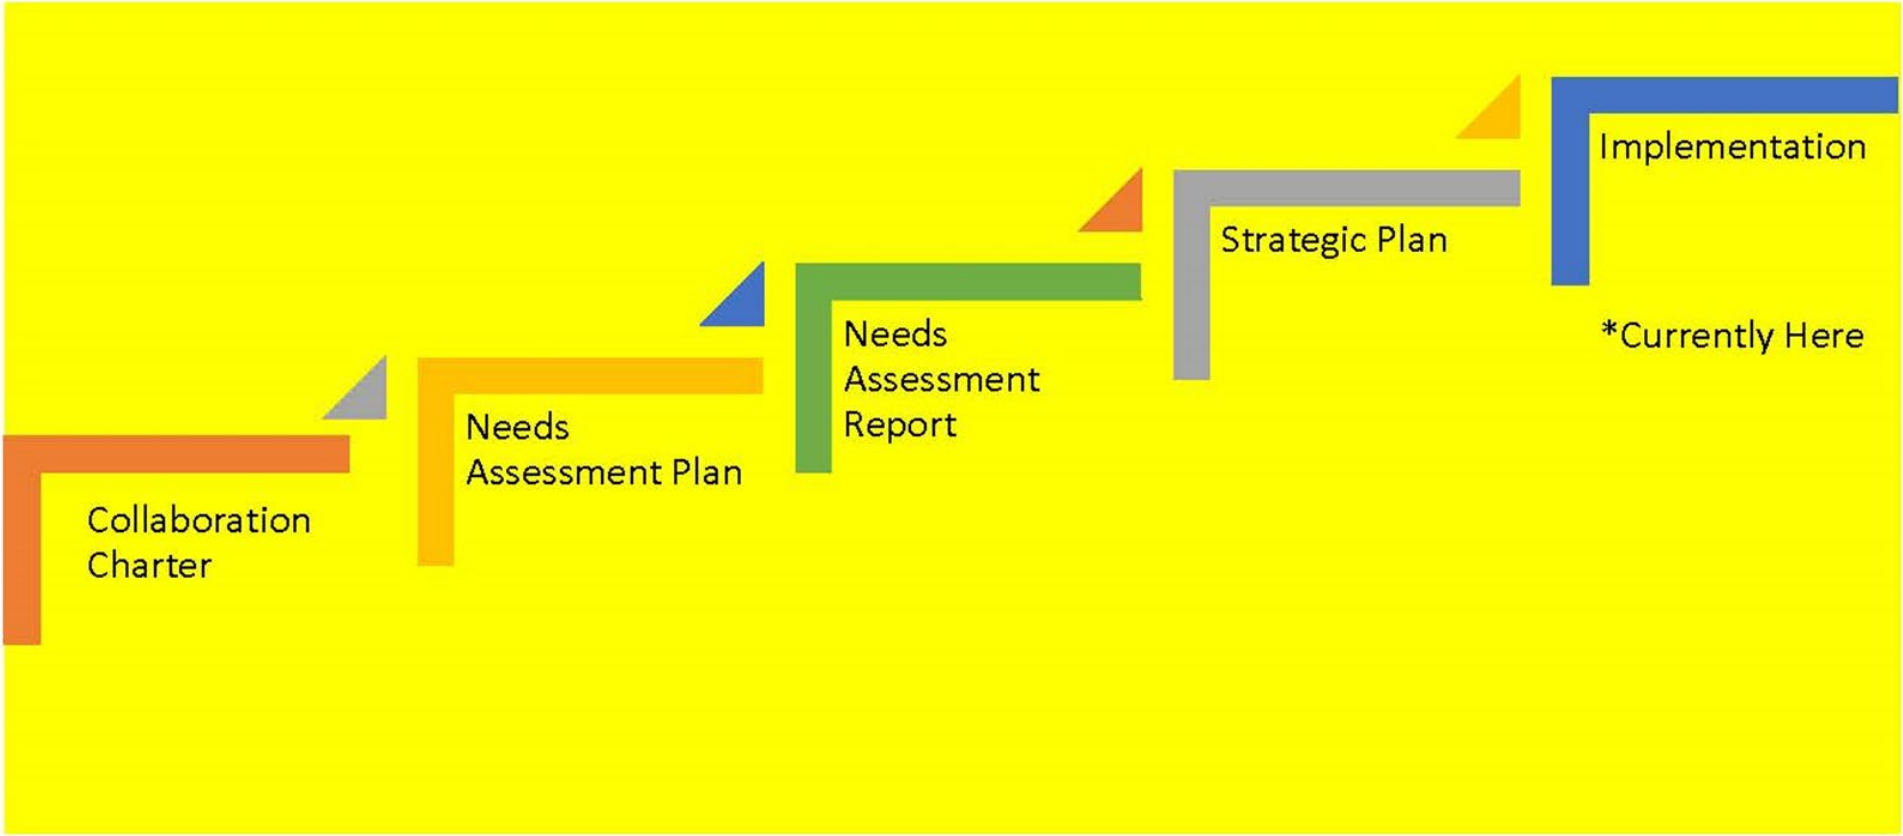 Collaboration
Charter
Needs
Assessment Plan
Needs
Assessment
Report
Strategic Plan
Implementation
*Currently Here